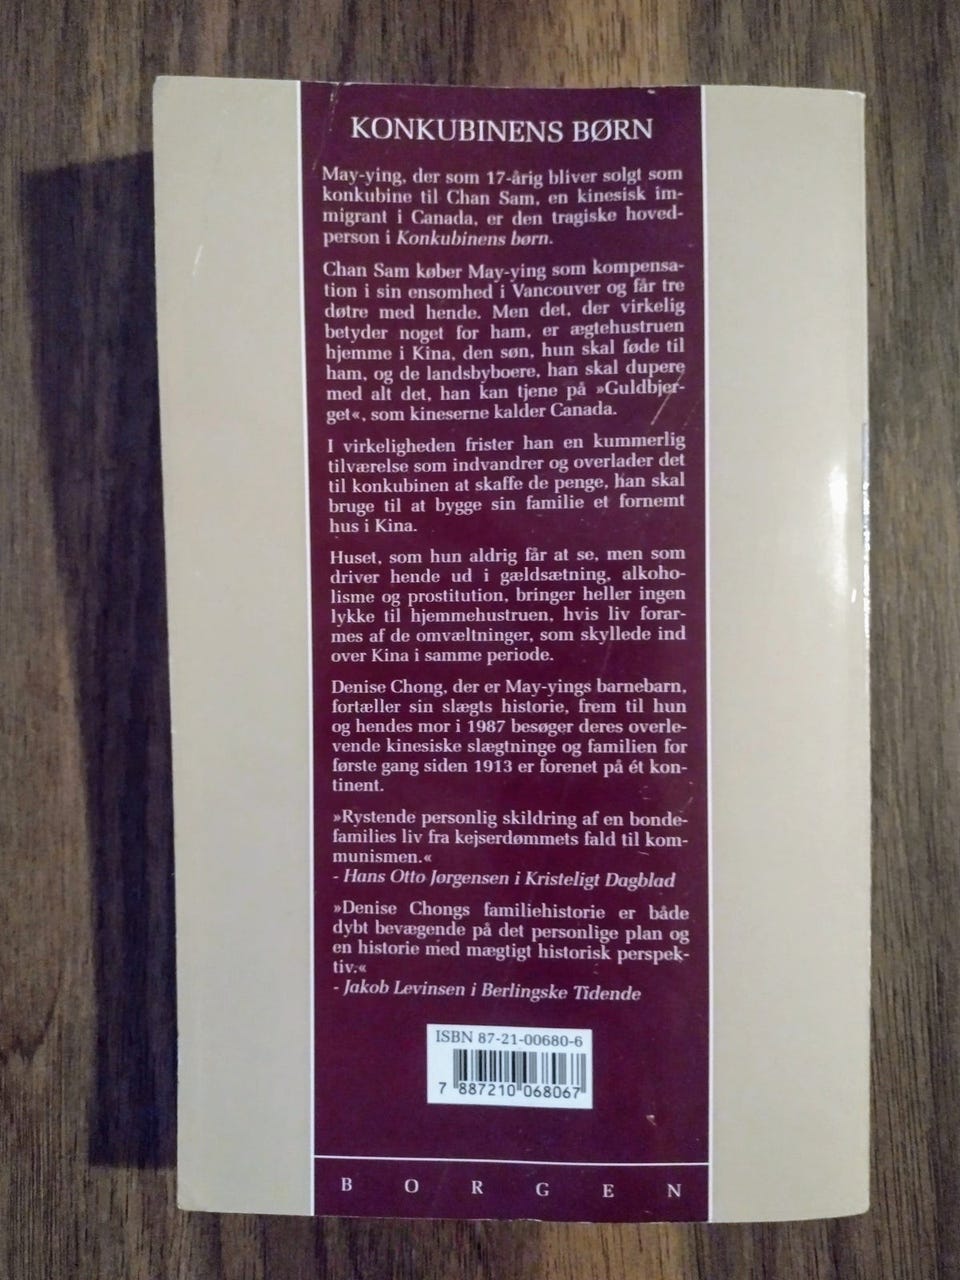 KONKUBINENS BØRN
May-ying, der som 17-årig bliver solgt som
konkubine til Chan Sam, en kinesisk im-
migrant i Canada, er den tragiske hoved-
person i Konkubinens børn.
Chan Sam køber May-ying som kompensa-
tion i sin ensomhed i Vancouver og får tre
døtre med hende. Men det, der virkelig
betyder noget for ham, er ægtehustruen
hjemme i Kina, den søn, hun skal føde til
ham, og de landsbyboere, han skal dupere
med alt det, han kan tjene på »Guldbjer-
get«, som kineserne kalder Canada.
I virkeligheden frister han en kummerlig
tilværelse som indvandrer og overlader det
til konkubinen at skaffe de penge, han skal
bruge til at bygge sin familie et fornemt
hus i Kina.
Huset, som hun aldrig får at se, men som
driver hende ud i gældsætning, alkoho-
lisme og prostitution, bringer heller ingen
lykke til hjemmehustruen, hvis liv forar-
mes af de omvæltninger, som skyllede ind
over Kina i samme periode.
Denise Chong, der er May-yings barnebarn,
fortæller sin slægts historie, frem til hun
og hendes mor i 1987 besøger deres overle-
vende kinesiske slægtninge og familien for
første gang siden 1913 er forenet på ét kon-
tinent.
»Rystende personlig skildring af en bonde-
families liv fra kejserdømmets fald til kom-
munismen.«
- Hans Otto Jørgensen i Kristeligt Dagblad
»Denise Chongs familiehistorie er både
dybt bevægende på det personlige plan og
en historie med mægtigt historisk perspek-
tiv.«
- Jakob Levinsen i Berlingske Tidende
ISBN 87-21-00680-6
7 887210 068067
BORGEN